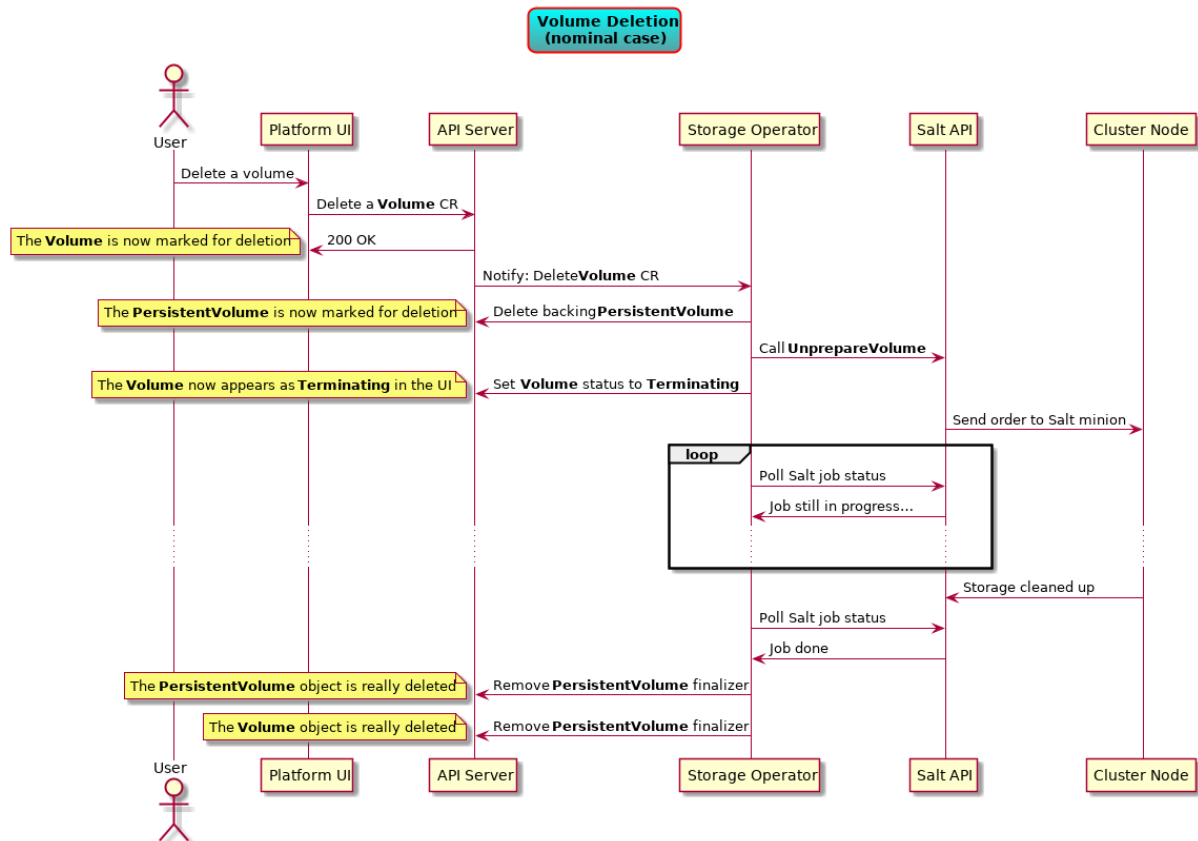 Volume Deletion
(nominal case)
User
Platform UI
API Server
Storage Operator
Salt API
Cluster Node
Delete a volume
Delete a Volume CR
The Volume is now marked for deletion
200 OK
Notify: DeleteVolume CR
The PersistentVolume is now marked for deletion
Delete backingPersistentVolume
Call UnprepareVolume
The Volume now appears as Terminating in the UI
Set Volume status to Terminating
Send order to Salt minion
loop
Poll Salt job status
Job still in progress...
Storage cleaned up
Poll Salt job status
Job done
The PersistentVolume object is really deleted
Remove PersistentVolume finalizer
The Volume object is really deleted
Remove PersistentVolume finalizer
User
Platform UI
API Server
Storage Operator
Salt API
Cluster Node